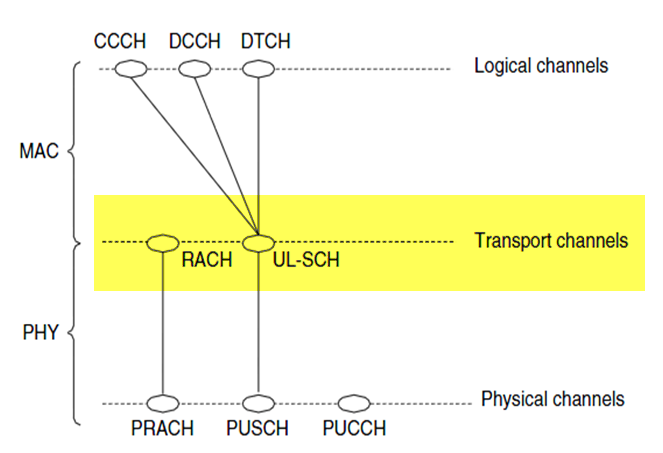 CCCH DCCH DTCH
Logical channels
MAC
Transport channels
RACH UL-SCH
PHY
Physical channels
PRACH PUSCH PUCCH